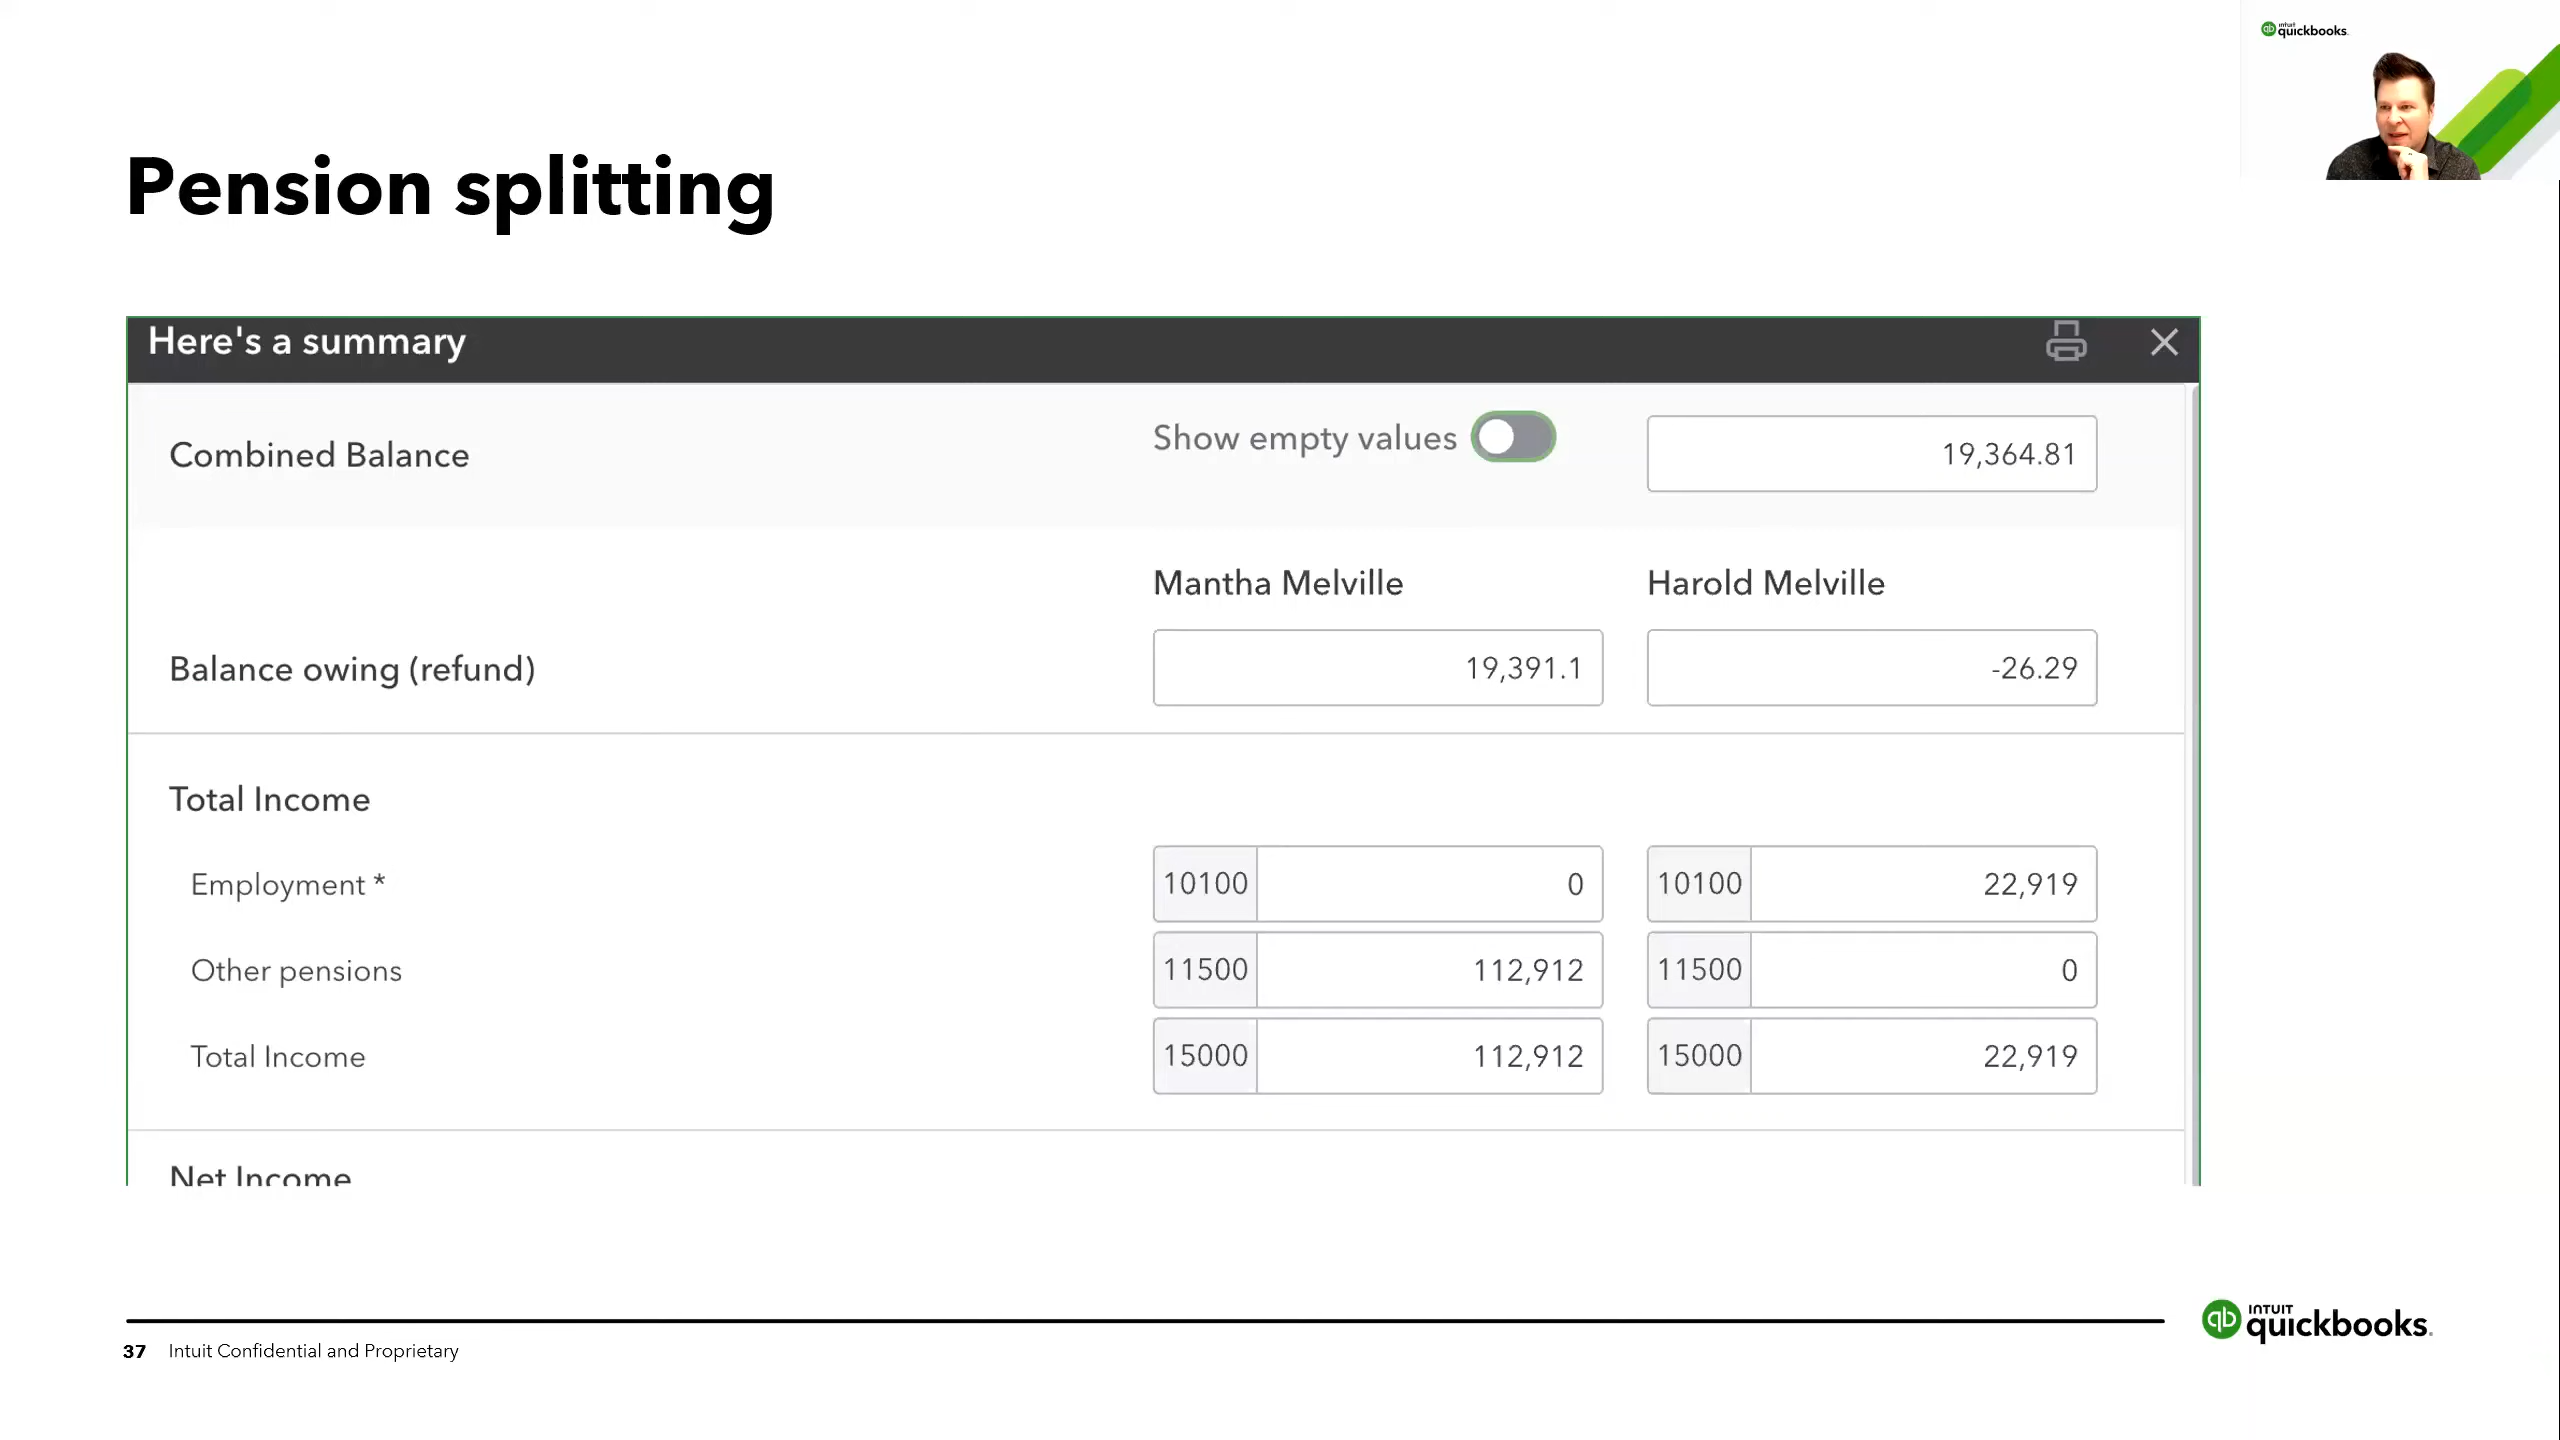 intuit
quickbooks.
Pension splitting
Here's a summary
Combined Balance
Show empty values
19,364.81
Mantha Melville
Harold Melville
Balance owing (refund)
19,391.1
-26.29
Total Income
Employment *
10100
0
10100
22,919
Other pensions
11500
112,912
11500
0
Total Income
15000
112,912
15000
22,919
Net Income
37 Intuit Confidential and Proprietary
INTUIT
quickbooks.